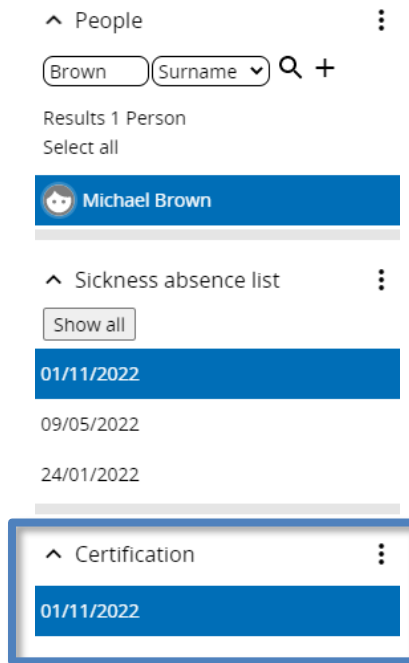 People
Brown Surname
Results 1 Person
Select all
Michael Brown
Sickness absence list
Show all
01/11/2022
09/05/2022
24/01/2022
Certification
01/11/2022